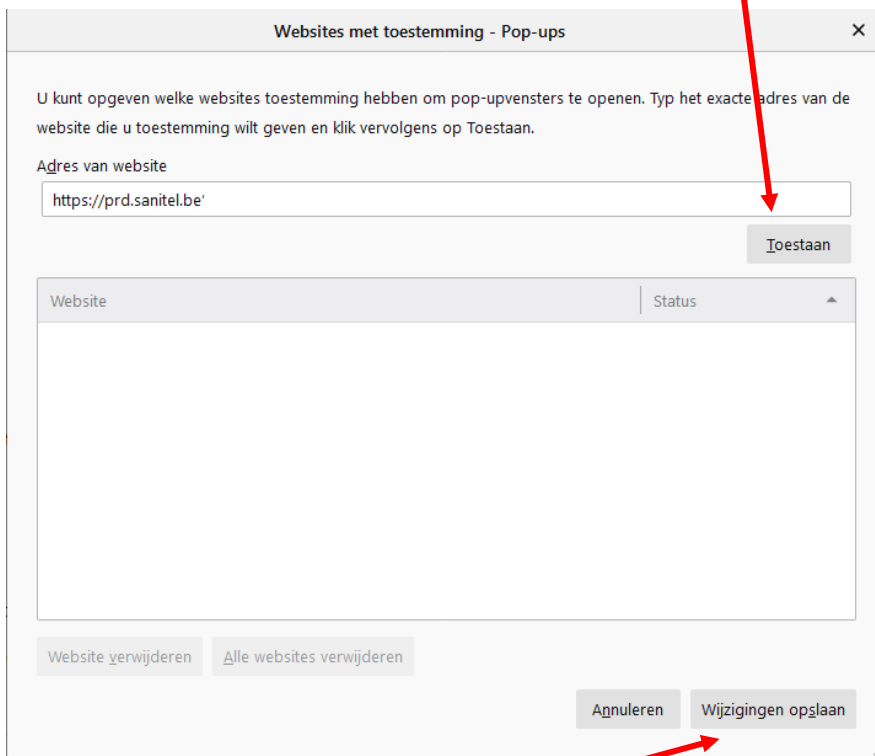 Websites met toestemming - Pop-ups
U kunt opgeven welke websites toestemming hebben om pop-upvensters te openen. Typ het exacte adres van de
website die u toestemming wilt geven en klik vervolgens op Toestaan.
Adres van website
https://prd.sanitel.be'
Toestaan
Website Status
Website verwijderen Alle websites verwijderen
Annuleren Wijzigingen opslaan